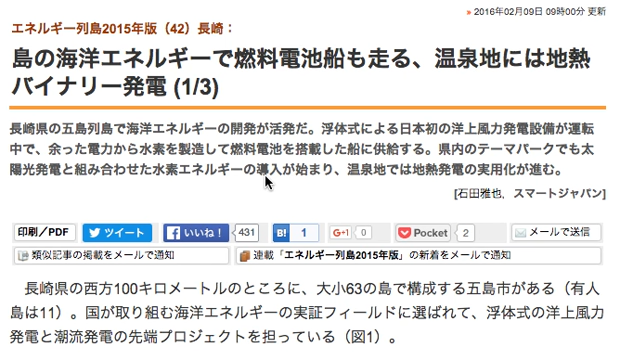 » 2016年02月09日 09時00分 更新
エネルギー列島2015年版（42）長崎：
島の海洋エネルギーで燃料電池船も走る、温泉地には地熱
バイナリー発電 (1/3)
長崎県の五島列島で海洋エネルギーの開発が活発だ。浮体式による日本初の洋上風力発電設備が運転
中で、余った電力から水素を製造して燃料電池を搭載した船に供給する。県内のテーマパークでも太
陽光発電と組み合わせた水素エネルギーの導入が始まり、温泉地では地熱発電の実用化が進む。
[石田雅也，スマートジャパン]
印刷／PDF ツイート いいね！ 431 B! 1 G+1 0 Pocket 2 メールで送信
類似記事の掲載をメールで通知 連載「エネルギー列島2015年版」の新着をメールで通知
長崎県の西方100キロメートルのところに、大小63の島で構成する五島市がある（有人
島は11）。国が取り組む海洋エネルギーの実証フィールドに選ばれて、浮体式の洋上風力
発電と潮流発電の先端プロジェクトを担っている（図1）。